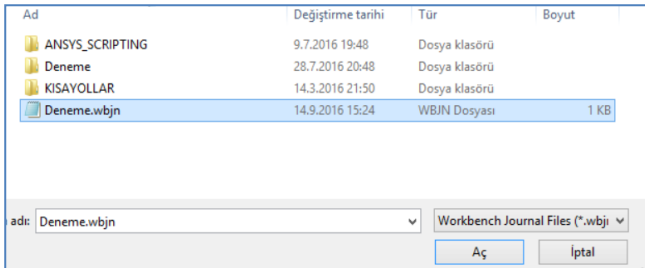 Ad Değiştirme tarihi Tür Boyut
ANSYS_SCRIPTING 9.7.2016 19:48 Dosya klasörü
Deneme 28.7.2016 20:48 Dosya klasörü
KISAYOLLAR 14.3.2016 21:50 Dosya klasörü
Deneme.wbjn 14.9.2016 15:24 WBJN Dosyası 1 KB
adı: Deneme.wbjn Workbench Journal Files (*.wbj
Aç İptal